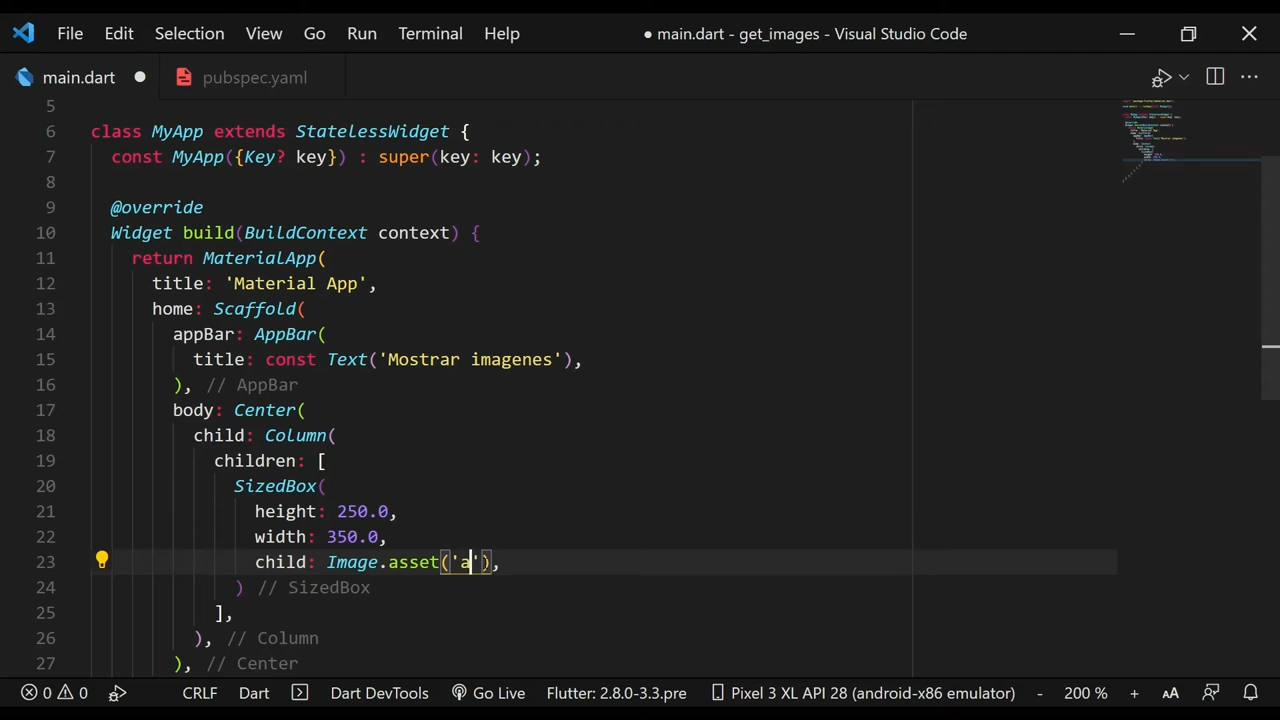 File Edit Selection View Go Run Terminal Help ● main.dart - get_images - Visual Studio Code
main.dart ● pubspec.yaml
5
6 class MyApp extends StateLessWidget {
7 const MyApp({Key? key}) : super(key: key);
8
9 @override
10 Widget build(BuildContext context) {
11 return MaterialApp(
12 title: 'Material App',
13 home: Scaffold(
14 appBar: AppBar(
15 title: const Text('Mostrar imagenes'),
16 ), // AppBar
17 body: Center(
18 child: Column(
19 children: [
20 SizedBox(
21 height: 250.0,
22 width: 350.0,
23 child: Image.asset('a'),
24 ) // SizedBox
25 ],
26 ), // Column
27 ), // Center
0 0 CRLF Dart Dart DevTools Go Live Flutter: 2.8.0-3.3.pre Pixel 3 XL API 28 (android-x86 emulator) - 200 % + AA